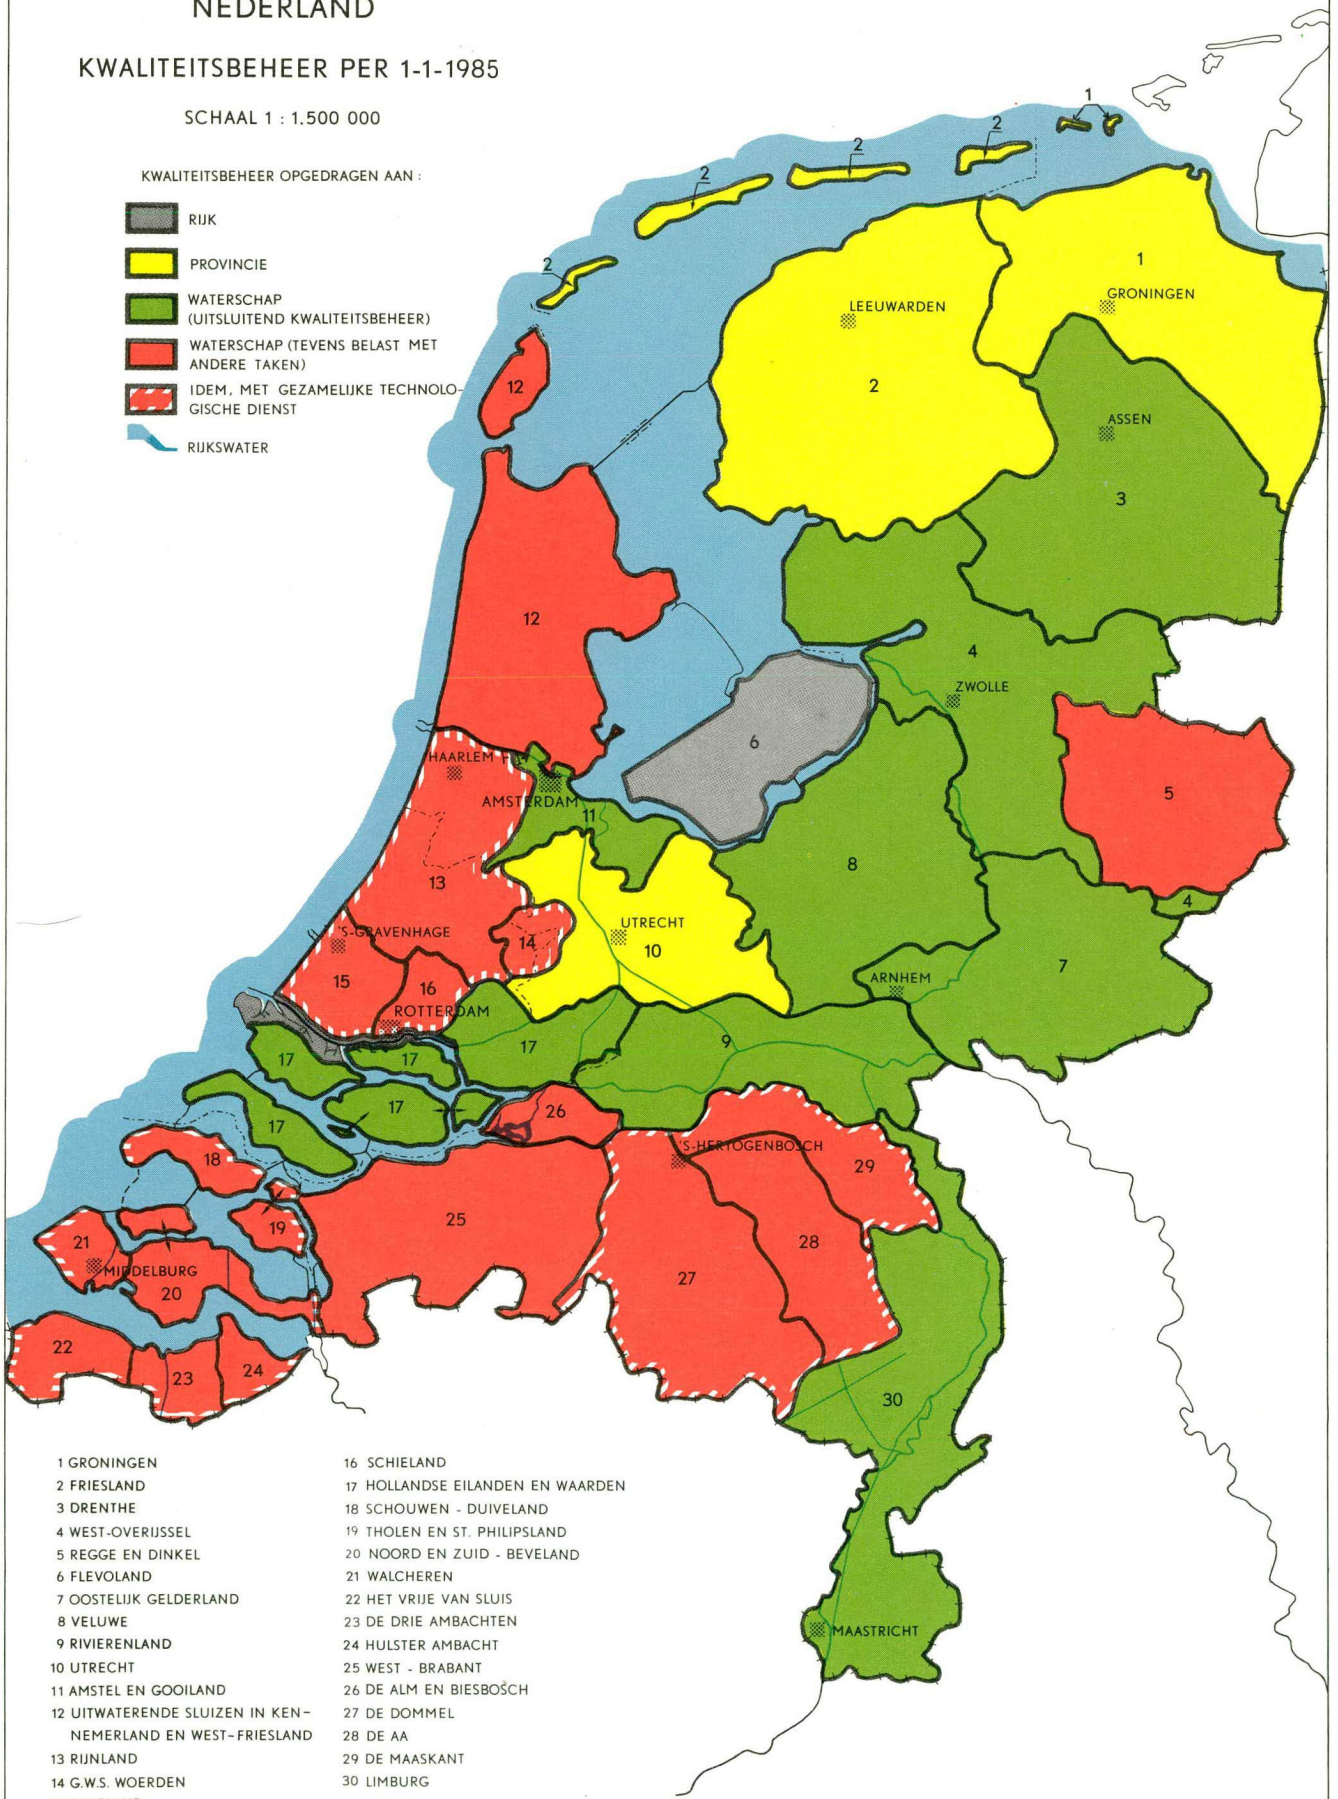 NEDERLAND
KWALITEITSBEHEER PER 1-1-1985
SCHAAL 1 : 1.500 000
KWALITEITSBEHEER OPGEDRAGEN AAN :
RIJK
PROVINCIE
WATERSCHAP
(UITSLUITEND KWALITEITSBEHEER)
WATERSCHAP (TEVENS BELAST MET
ANDERE TAKEN)
IDEM, MET GEZAMELIJKE TECHNOLO-
GISCHE DIENST
RIJKSWATER
1
2
2
2
2
1
GRONINGEN
LEEUWARDEN
2
12
ASSEN
3
12
4
ZWOLLE
6
HAARLEM
AMSTERDAM
11
5
8
13
4
'S-GRAVENHAGE
UTRECHT
14
10
7
15
16
ARNHEM
ROTTERDAM
17
17
17
9
17
26
17
18
'S-HERTOGENBOSCH
29
19
25
21
28
MIDDELBURG
20
27
22
23
24
30
MAASTRICHT
1 GRONINGEN
2 FRIESLAND
3 DRENTHE
4 WEST-OVERIJSSEL
5 REGGE EN DINKEL
6 FLEVOLAND
7 OOSTELIJK GELDERLAND
8 VELUWE
9 RIVIERENLAND
10 UTRECHT
11 AMSTEL EN GOOILAND
12 UITWATERENDE SLUIZEN IN KEN-
NEMERLAND EN WEST-FRIESLAND
13 RIJNLAND
14 G.W.S. WOERDEN
16 SCHIELAND
17 HOLLANDSE EILANDEN EN WAARDEN
18 SCHOUWEN - DUIVELAND
19 THOLEN EN ST. PHILIPSLAND
20 NOORD EN ZUID - BEVELAND
21 WALCHEREN
22 HET VRIJE VAN SLUIS
23 DE DRIE AMBACHTEN
24 HULSTER AMBACHT
25 WEST - BRABANT
26 DE ALM EN BIESBOSCH
27 DE DOMMEL
28 DE AA
29 DE MAASKANT
30 LIMBURG